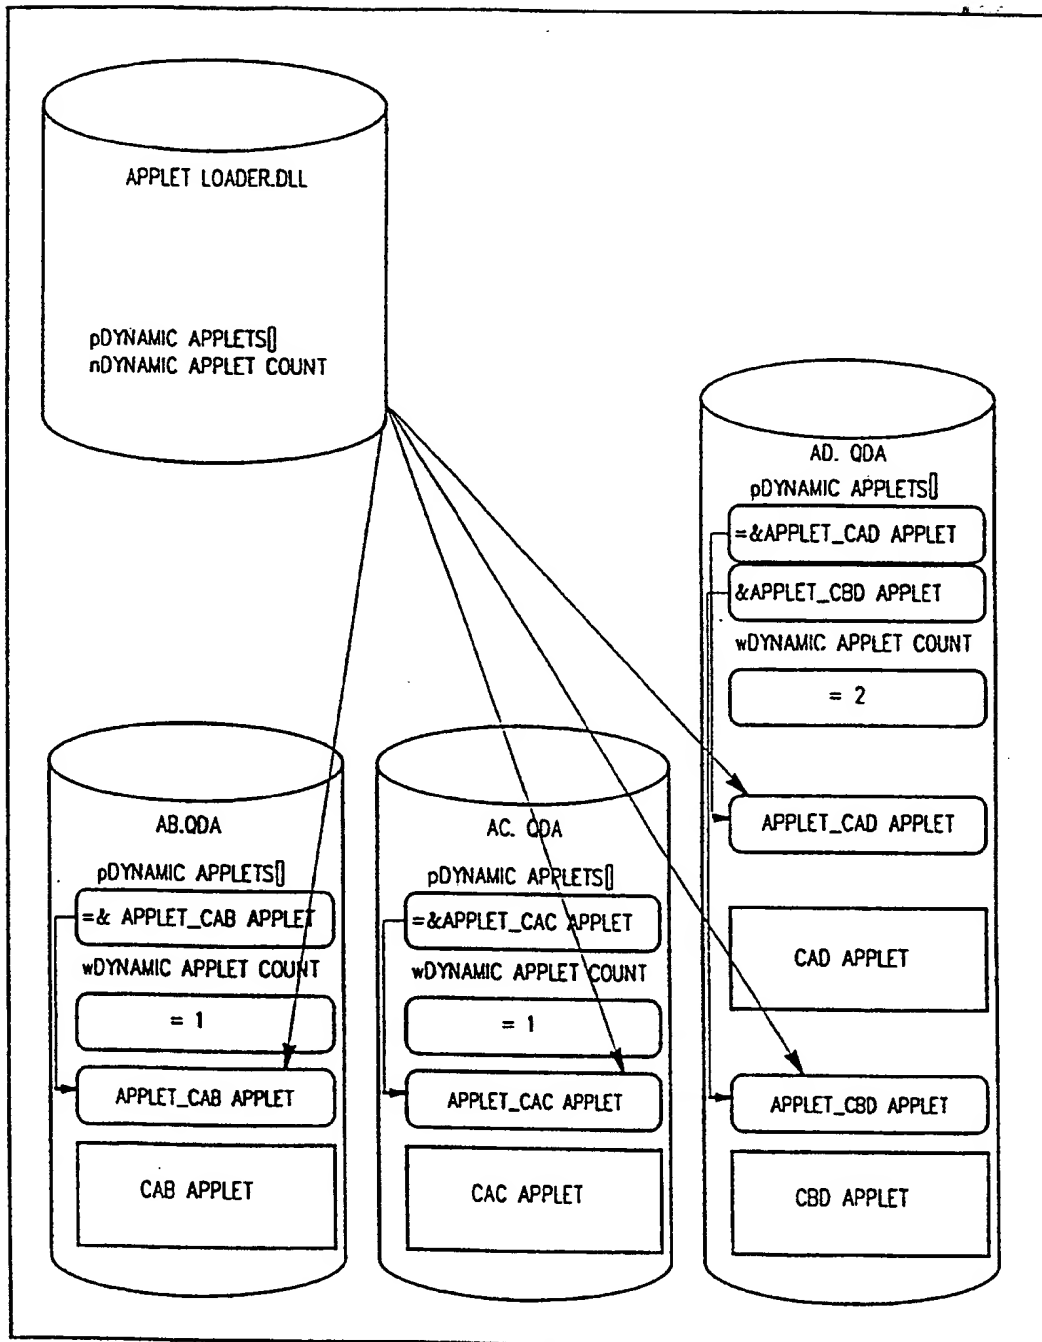 APPLET LOADER.DLL
pDYNAMIC APPLETS[]
nDYNAMIC APPLET COUNT
AD. QDA
pDYNAMIC APPLETS[]
=&APPLET_CAD APPLET
&APPLET_CBD APPLET
wDYNAMIC APPLET COUNT
= 2
APPLET_CAD APPLET
CAD APPLET
APPLET_CBD APPLET
CBD APPLET
AB.QDA
pDYNAMIC APPLETS[]
=& APPLET_CAB APPLET
wDYNAMIC APPLET COUNT
= 1
APPLET_CAB APPLET
CAB APPLET
AC. QDA
pDYNAMIC APPLETS[]
=&APPLET_CAC APPLET
wDYNAMIC APPLET COUNT
= 1
APPLET_CAC APPLET
CAC APPLET